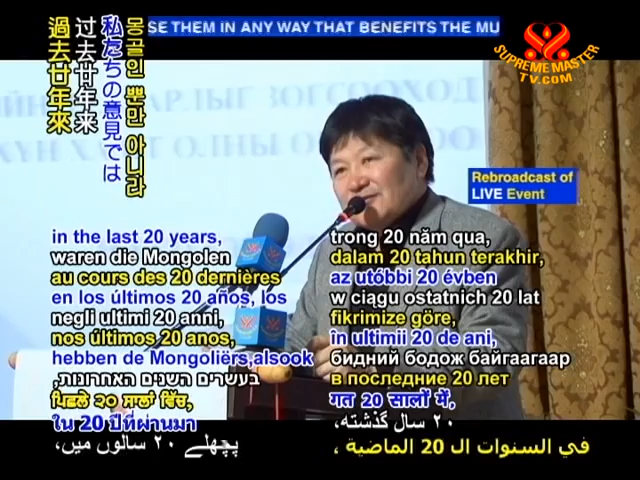 SE THEM IN ANY WAY THAT BENEFITS THE MU
SUPREME MASTER
TV.COM
過去廿年來
过去廿年来
私たちの意見では
몽골인 뿐만 아니라
Rebroadcast of
LIVE Event
in the last 20 years,
waren die Mongolen
au cours des 20 dernières
en los últimos 20 años, los
negli ultimi 20 anni,
nos últimos 20 anos,
hebben de Mongoliërs,alsook
בעשרים השנים האחרונות,
ਪਿਛਲੇ ੨੦ ਸਾਲਾਂ ਵਿੱਚ,
ใน 20 ปีที่ผ่านมา
پچھلے ۲۰ سالوں میں،
trong 20 năm qua,
dalam 20 tahun terakhir,
az utóbbi 20 évben
w ciągu ostatnich 20 lat
fikrimize göre,
în ultimii 20 de ani,
бидний бодож байгаагаар
в последние 20 лет
गत 20 सालों में,
۲۰ سال گذشته،
في السنوات ال 20 الماضية ،